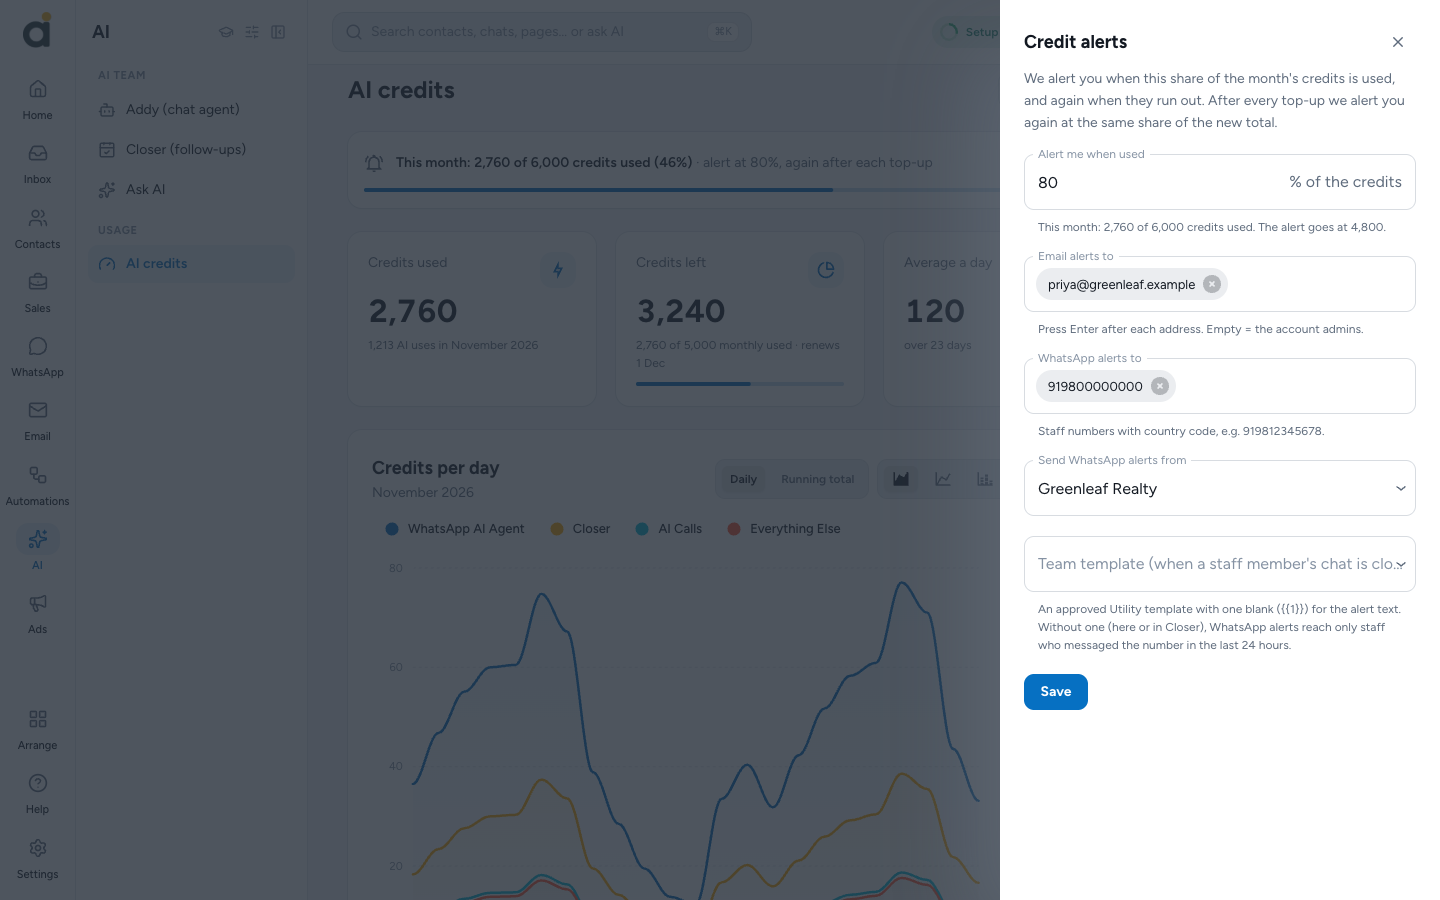 AI
Search contacts, chats, pages... or ask AI
⌘K
Setup
Home
Inbox
Contacts
Sales
WhatsApp
Email
Automations
AI
Ads
Arrange
Help
Settings
AI TEAM
Addy (chat agent)
Closer (follow-ups)
Ask AI
USAGE
AI credits
AI credits
This month: 2,760 of 6,000 credits used (46%) · alert at 80%, again after each top-up
Credits used
2,760
1,213 AI uses in November 2026
Credits left
3,240
2,760 of 5,000 monthly used · renews
1 Dec
Average a day
120
over 23 days
Credits per day
November 2026
Daily
Running total
WhatsApp AI Agent
Closer
AI Calls
Everything Else
80
60
40
20
Credit alerts
We alert you when this share of the month's credits is used,
and again when they run out. After every top-up we alert you
again at the same share of the new total.
Alert me when used
80
% of the credits
This month: 2,760 of 6,000 credits used. The alert goes at 4,800.
Email alerts to
priya@greenleaf.example
Press Enter after each address. Empty = the account admins.
WhatsApp alerts to
919800000000
Staff numbers with country code, e.g. 919812345678.
Send WhatsApp alerts from
Greenleaf Realty
Team template (when a staff member's chat is clo...
An approved Utility template with one blank ({{1}}) for the alert text.
Without one (here or in Closer), WhatsApp alerts reach only staff
who messaged the number in the last 24 hours.
Save